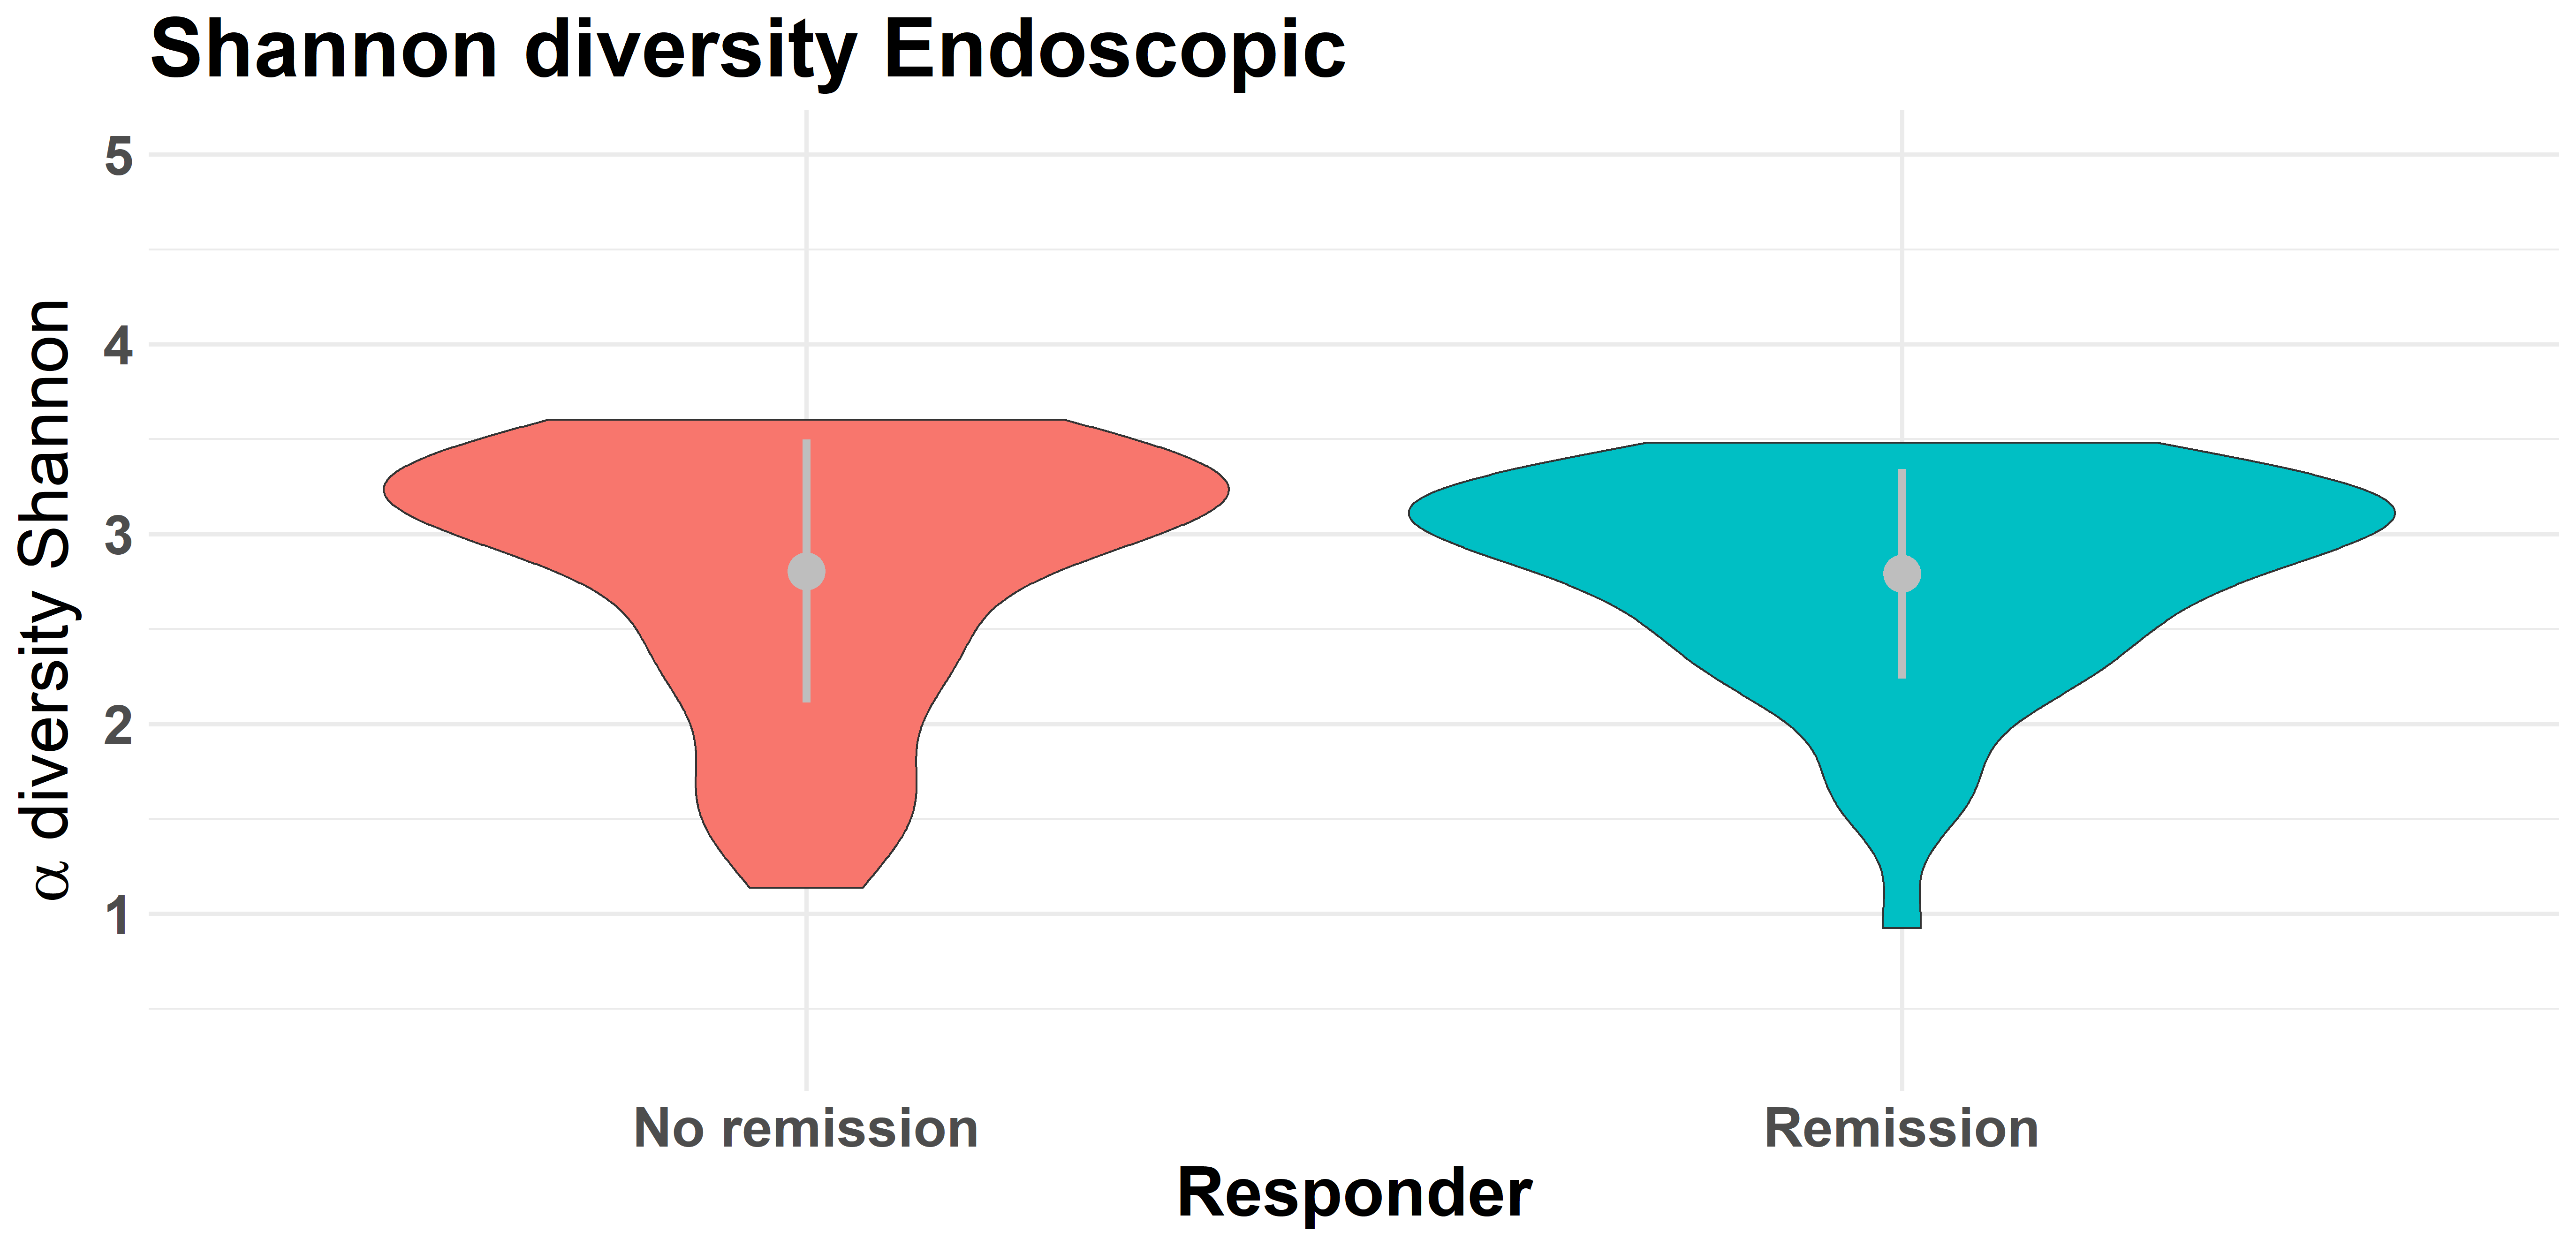 Shannon diversity Endoscopic
α diversity Shannon
5
4
3
2
1
No remission
Remission
Responder